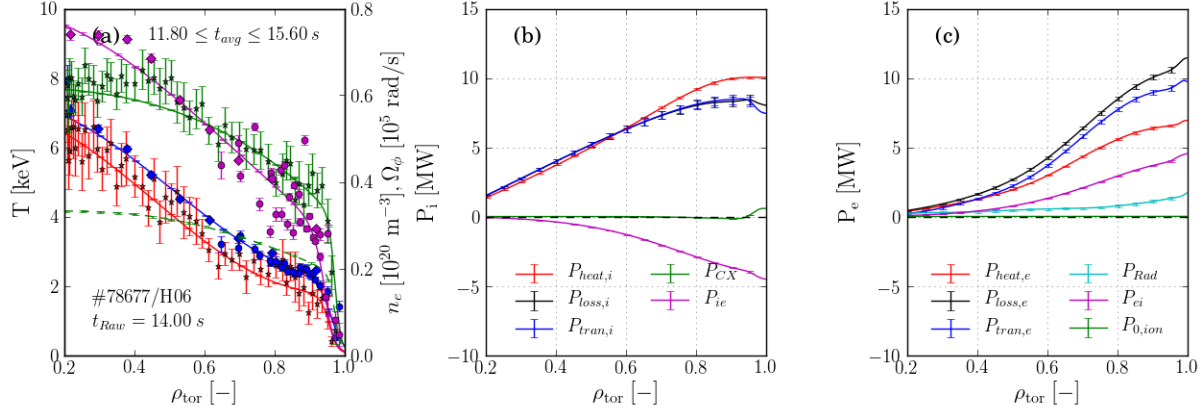 (a)
11.80 ≤ t_avg ≤ 15.60 s
T [keV]
10
8
6
4
2
0
#78677/H06
t_Raw = 14.00 s
0.2 0.4 0.6 0.8 1.0
ρ_tor [−]
0.8
0.6
0.4
0.2
0.0
n_e [10^20 m^−3], Ω_ϕ [10^5 rad/s]
(b)
P_i [MW]
15
10
5
0
−5
−10
P_heat,i P_CX
P_loss,i P_ie
P_tran,i
0.2 0.4 0.6 0.8 1.0
ρ_tor [−]
(c)
P_e [MW]
15
10
5
0
−5
−10
P_heat,e P_Rad
P_loss,e P_ei
P_tran,e P_0,ion
0.2 0.4 0.6 0.8 1.0
ρ_tor [−]